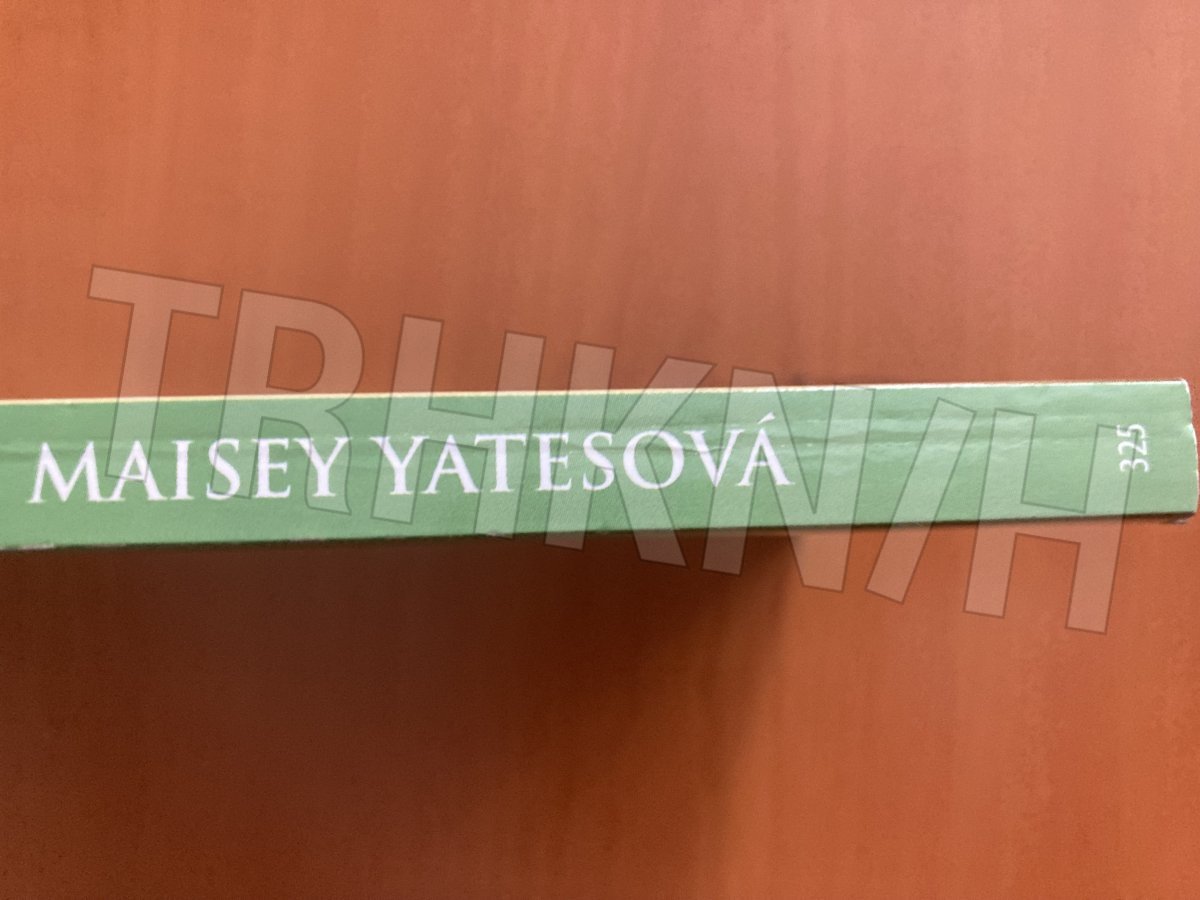 MAISEY YATESOVÁ
325
TRHKNIH